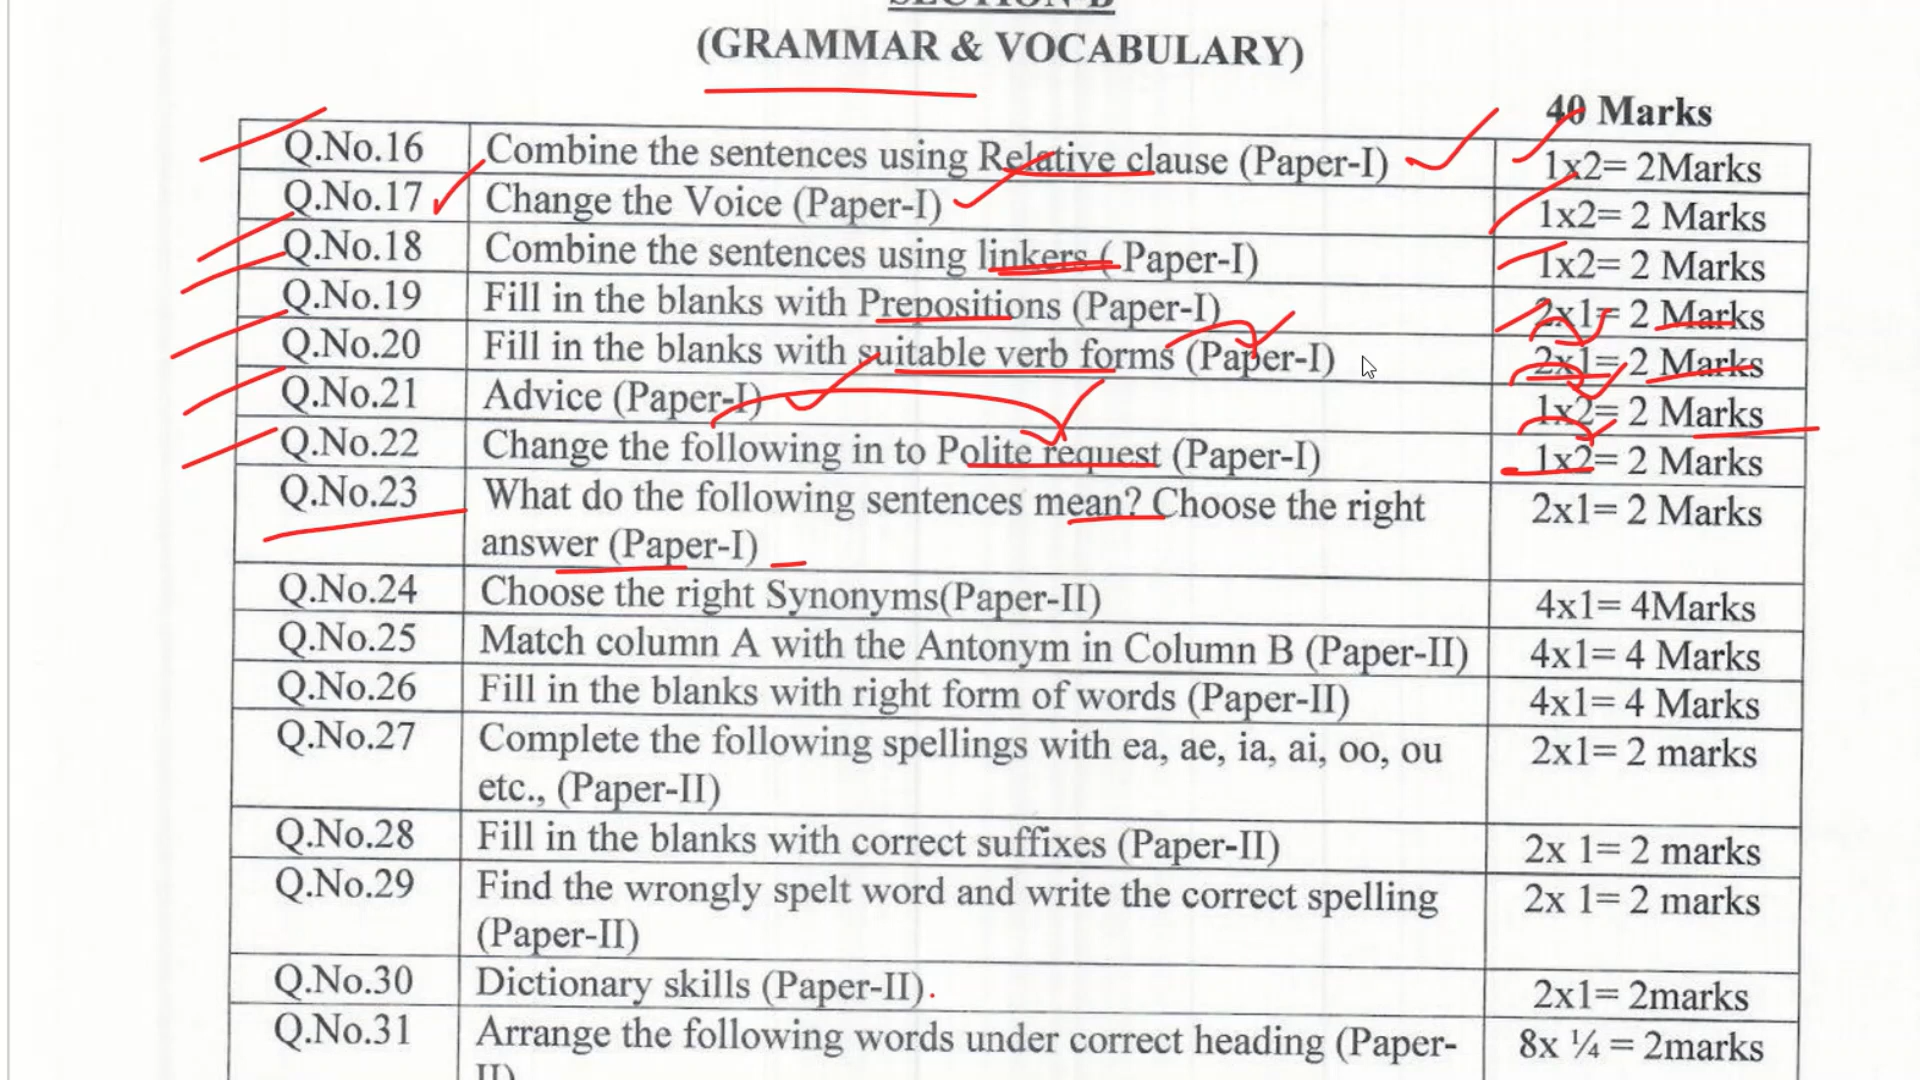 (GRAMMAR & VOCABULARY)
40 Marks
Q.No.16 Combine the sentences using Relative clause (Paper-I) 1x2= 2Marks
Q.No.17 Change the Voice (Paper-I) 1x2= 2 Marks
Q.No.18 Combine the sentences using linkers ( Paper-I) 1x2= 2 Marks
Q.No.19 Fill in the blanks with Prepositions (Paper-I) 2x1= 2 Marks
Q.No.20 Fill in the blanks with suitable verb forms (Paper-I) 2x1= 2 Marks
Q.No.21 Advice (Paper-I) 1x2= 2 Marks
Q.No.22 Change the following in to Polite request (Paper-I) 1x2= 2 Marks
Q.No.23 What do the following sentences mean? Choose the right 2x1= 2 Marks
answer (Paper-I)
Q.No.24 Choose the right Synonyms(Paper-II) 4x1= 4Marks
Q.No.25 Match column A with the Antonym in Column B (Paper-II) 4x1= 4 Marks
Q.No.26 Fill in the blanks with right form of words (Paper-II) 4x1= 4 Marks
Q.No.27 Complete the following spellings with ea, ae, ia, ai, oo, ou 2x1= 2 marks
etc., (Paper-II)
Q.No.28 Fill in the blanks with correct suffixes (Paper-II) 2x 1= 2 marks
Q.No.29 Find the wrongly spelt word and write the correct spelling 2x 1= 2 marks
(Paper-II)
Q.No.30 Dictionary skills (Paper-II) 2x1= 2marks
Q.No.31 Arrange the following words under correct heading (Paper- 8x ¼ = 2marks
II)